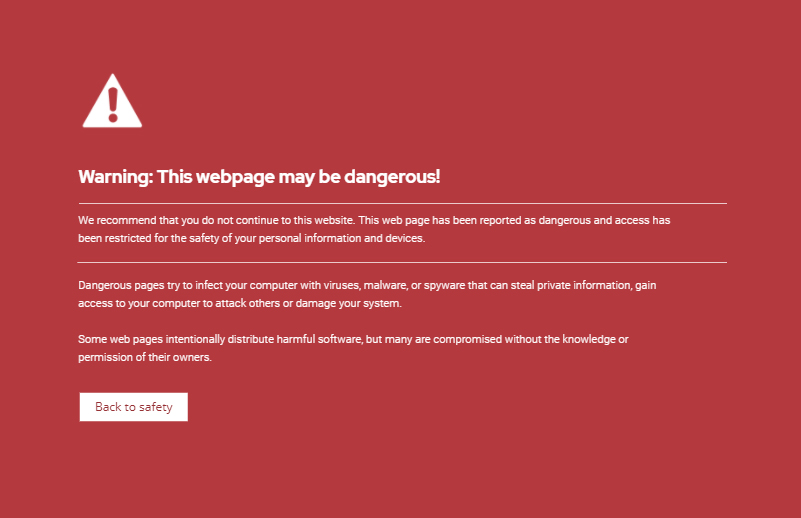 Warning: This webpage may be dangerous!
We recommend that you do not continue to this website. This web page has been reported as dangerous and access has
been restricted for the safety of your personal information and devices.
Dangerous pages try to infect your computer with viruses, malware, or spyware that can steal private information, gain
access to your computer to attack others or damage your system.
Some web pages intentionally distribute harmful software, but many are compromised without the knowledge or
permission of their owners.
Back to safety